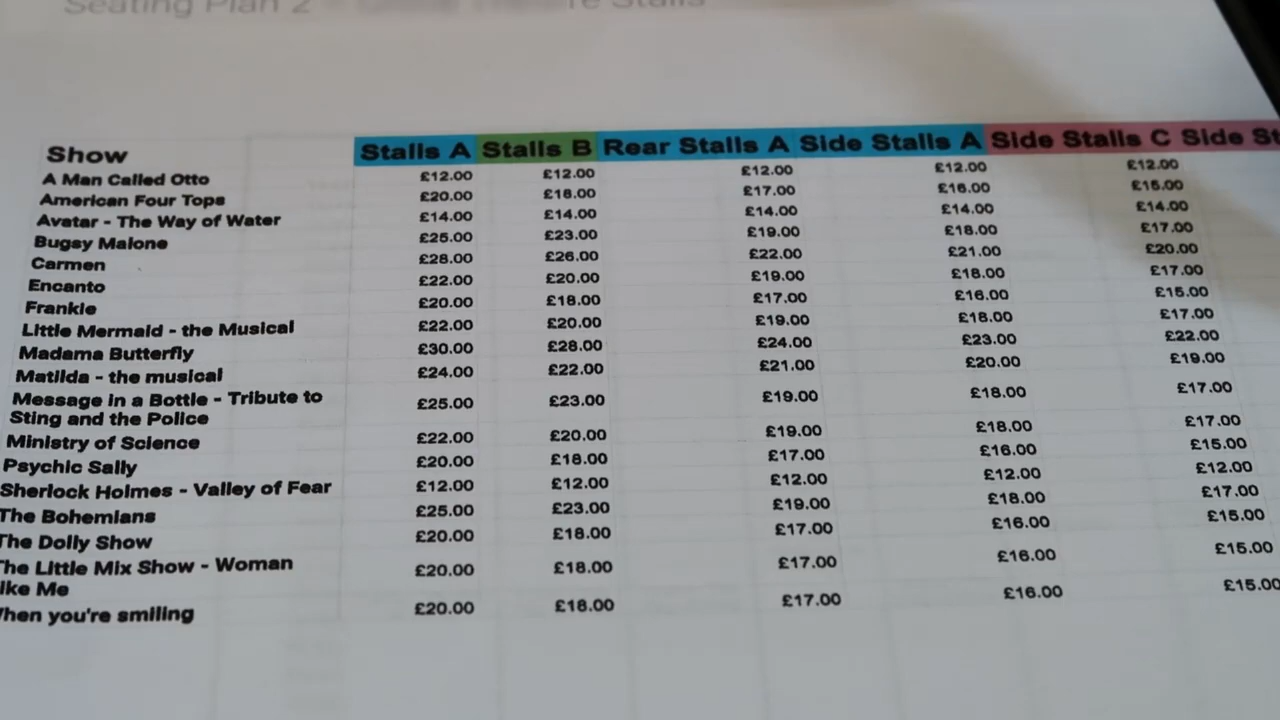 Seating Plan 2 - Stalls
Show Stalls A Stalls B Rear Stalls A Side Stalls A Side Stalls C Side St
A Man Called Otto £12.00 £12.00 £12.00 £12.00 £12.00
American Four Tops £20.00 £18.00 £17.00 £16.00 £15.00
Avatar - The Way of Water £14.00 £14.00 £14.00 £14.00 £14.00
Bugsy Malone £25.00 £23.00 £19.00 £18.00 £17.00
Carmen £28.00 £26.00 £22.00 £21.00 £20.00
Encanto £22.00 £20.00 £19.00 £18.00 £17.00
Frankie £20.00 £18.00 £17.00 £16.00 £15.00
Little Mermaid - the Musical £22.00 £20.00 £19.00 £18.00 £17.00
Madama Butterfly £30.00 £28.00 £24.00 £23.00 £22.00
Matilda - the musical £24.00 £22.00 £21.00 £20.00 £19.00
Message in a Bottle - Tribute to
Sting and the Police £25.00 £23.00 £19.00 £18.00 £17.00
Ministry of Science £22.00 £20.00 £19.00 £18.00 £17.00
Psychic Sally £20.00 £18.00 £17.00 £16.00 £15.00
Sherlock Holmes - Valley of Fear £12.00 £12.00 £12.00 £12.00 £12.00
The Bohemians £25.00 £23.00 £19.00 £18.00 £17.00
The Dolly Show £20.00 £18.00 £17.00 £16.00 £15.00
The Little Mix Show - Woman
ike Me £20.00 £18.00 £17.00 £16.00 £15.00
hen you're smiling £20.00 £18.00 £17.00 £16.00 £15.00